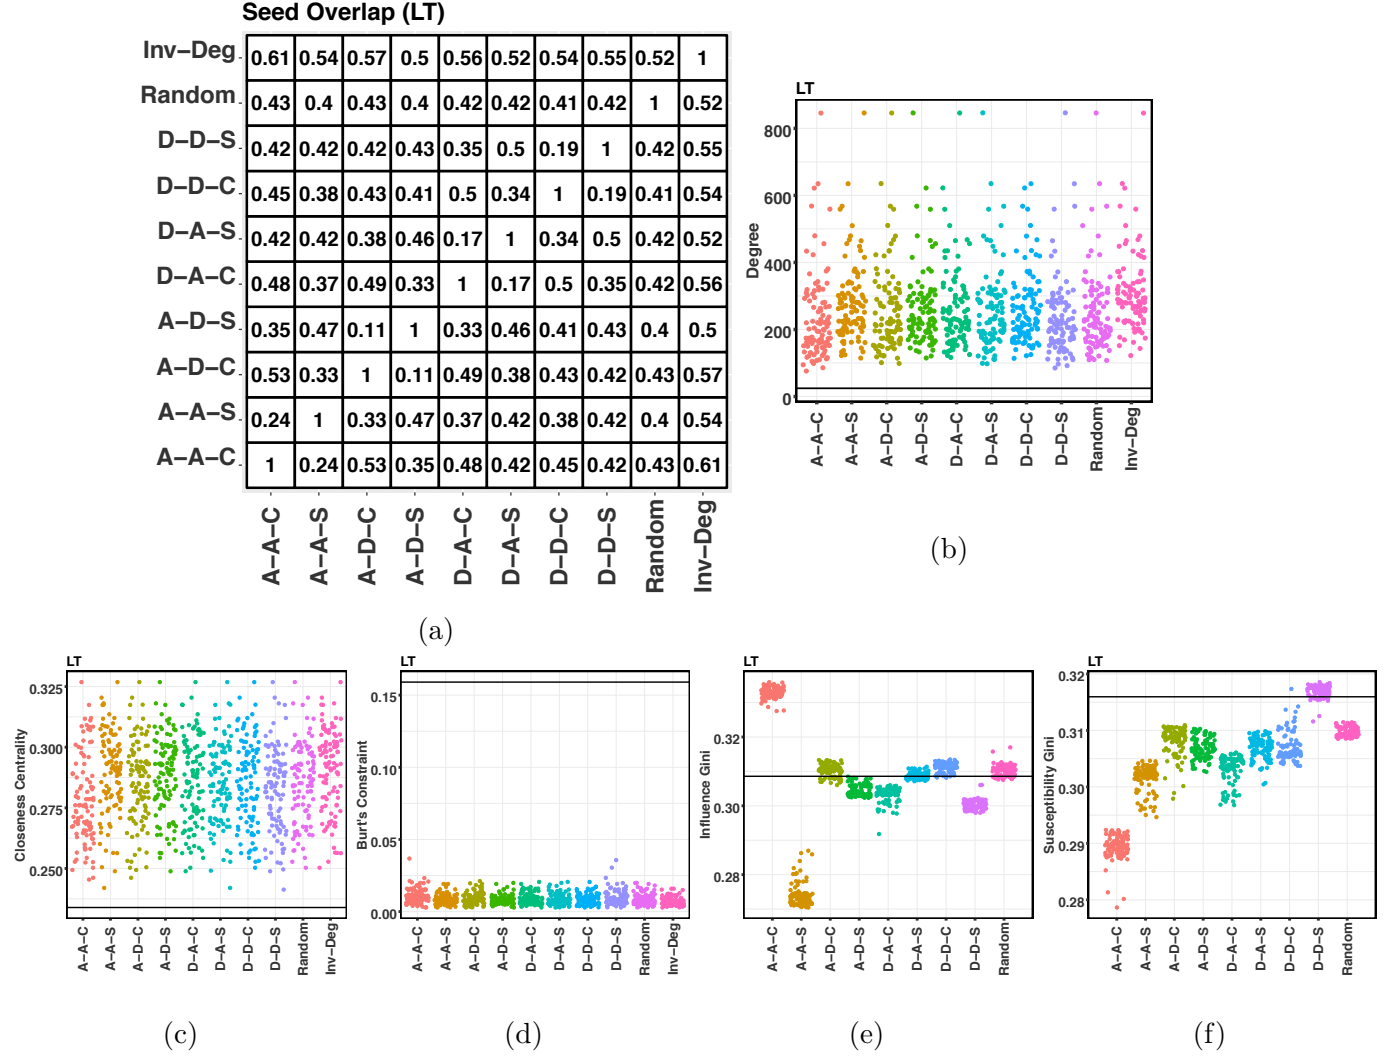 Seed Overlap (LT)
Inv−Deg 0.61 0.54 0.57 0.5 0.56 0.52 0.54 0.55 0.52 1
Random 0.43 0.4 0.43 0.4 0.42 0.42 0.41 0.42 1 0.52
D−D−S 0.42 0.42 0.42 0.43 0.35 0.5 0.19 1 0.42 0.55
D−D−C 0.45 0.38 0.43 0.41 0.5 0.34 1 0.19 0.41 0.54
D−A−S 0.42 0.42 0.38 0.46 0.17 1 0.34 0.5 0.42 0.52
D−A−C 0.48 0.37 0.49 0.33 1 0.17 0.5 0.35 0.42 0.56
A−D−S 0.35 0.47 0.11 1 0.33 0.46 0.41 0.43 0.4 0.5
A−D−C 0.53 0.33 1 0.11 0.49 0.38 0.43 0.42 0.43 0.57
A−A−S 0.24 1 0.33 0.47 0.37 0.42 0.38 0.42 0.4 0.54
A−A−C 1 0.24 0.53 0.35 0.48 0.42 0.45 0.42 0.43 0.61
A−A−C A−A−S A−D−C A−D−S D−A−C D−A−S D−D−C D−D−S Random Inv−Deg
(a)
LT
Degree
800
600
400
200
0
A−A−C A−A−S A−D−C A−D−S D−A−C D−A−S D−D−C D−D−S Random Inv−Deg
(b)
LT
Closeness Centrality
0.325
0.300
0.275
0.250
A−A−C A−A−S A−D−C A−D−S D−A−C D−A−S D−D−C D−D−S Random Inv−Deg
(c)
LT
Burt's Constraint
0.15
0.10
0.05
0.00
A−A−C A−A−S A−D−C A−D−S D−A−C D−A−S D−D−C D−D−S Random Inv−Deg
(d)
LT
Influence Gini
0.32
0.30
0.28
A−A−C A−A−S A−D−C A−D−S D−A−C D−A−S D−D−C D−D−S Random
(e)
LT
Susceptibility Gini
0.32
0.31
0.30
0.29
0.28
A−A−C A−A−S A−D−C A−D−S D−A−C D−A−S D−D−C D−D−S Random
(f)